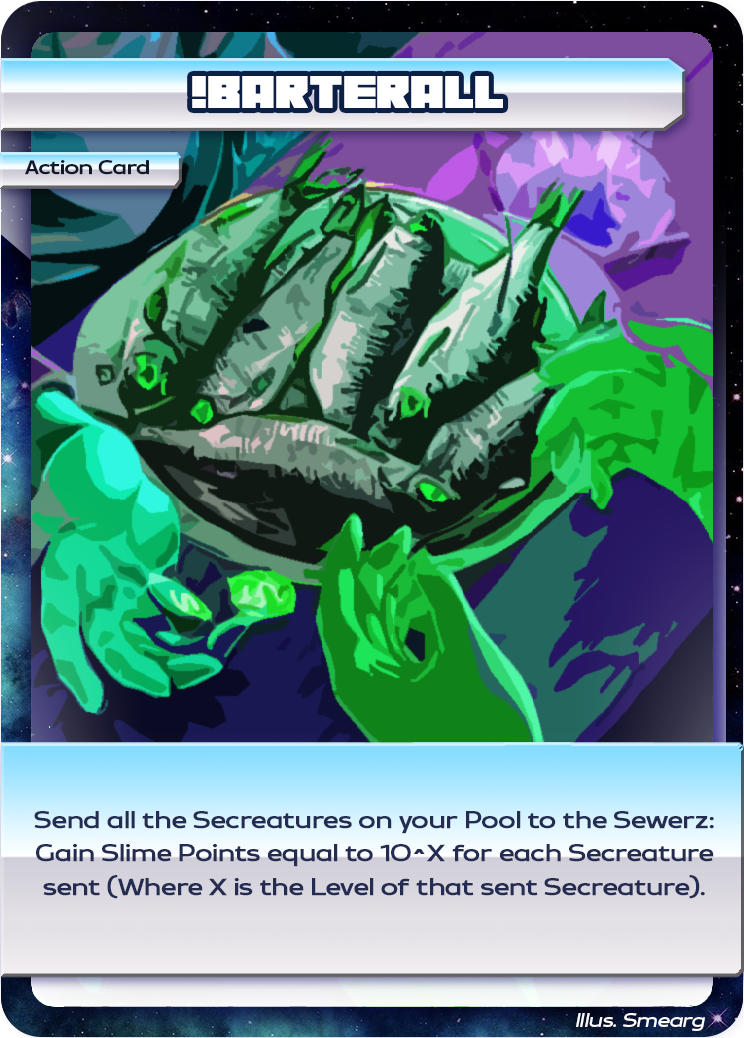 !BARTERALL
Action Card
Send all the Secreatures on your Pool to the Sewerz:
Gain Slime Points equal to 10^X for each Secreature
sent (Where X is the Level of that sent Secreature).
Illus. Smearg